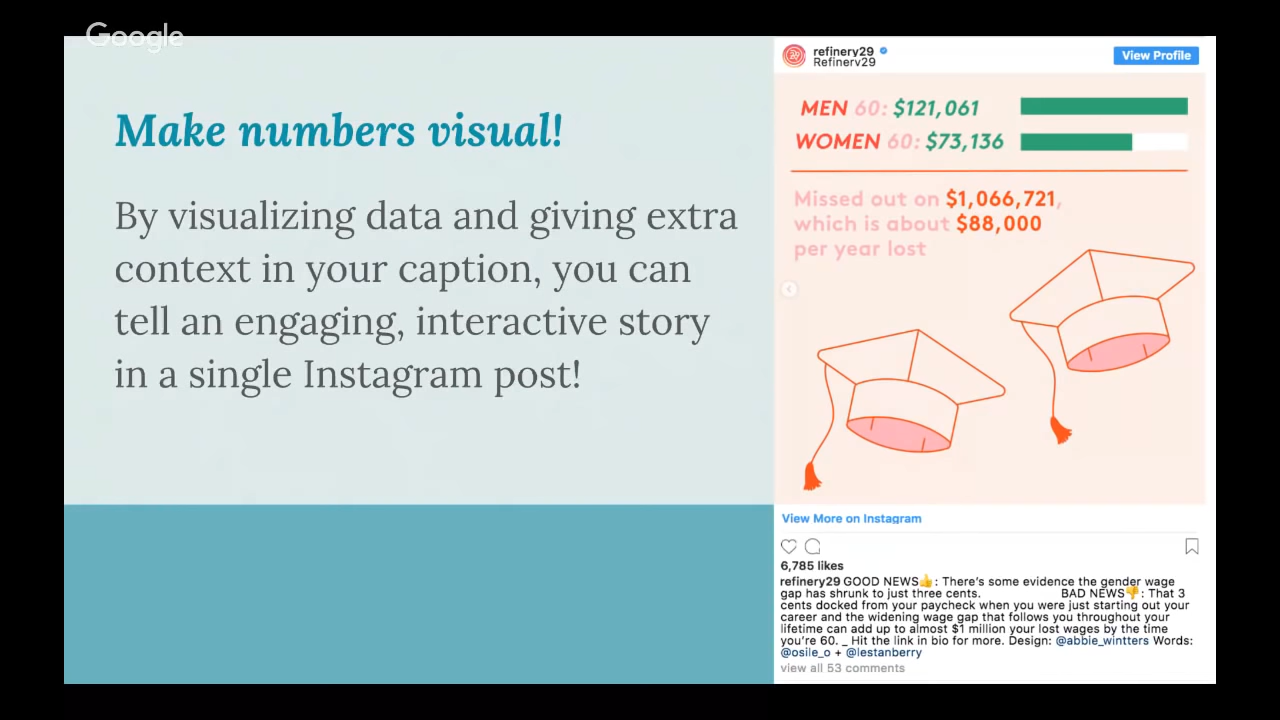 Google
Make numbers visual!
By visualizing data and giving extra
context in your caption, you can
tell an engaging, interactive story
in a single Instagram post!
refinery29
Refinery29
View Profile
MEN 60: $121,061
WOMEN 60: $73,136
Missed out on $1,066,721,
which is about $88,000
per year lost
View More on Instagram
6,785 likes
refinery29 GOOD NEWS👍: There's some evidence the gender wage
gap has shrunk to just three cents. BAD NEWS👎: That 3
cents docked from your paycheck when you were just starting out your
career and the widening wage gap that follows you throughout your
lifetime can add up to almost $1 million your lost wages by the time
you're 60. _ Hit the link in bio for more. Design: @abbie_wintters Words:
@osile_o + @lestanberry
view all 53 comments